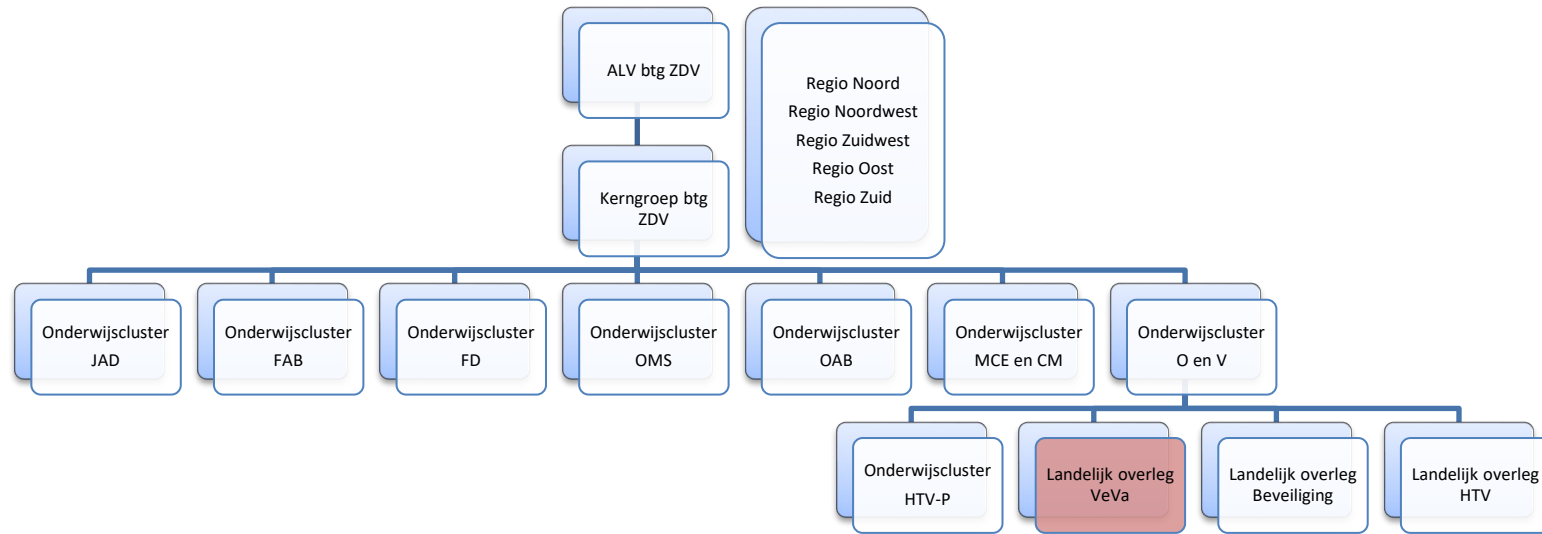 ALV btg ZDV
Regio Noord
Regio Noordwest
Regio Zuidwest
Regio Oost
Regio Zuid
Kerngroep btg
ZDV
Onderwijscluster
JAD
Onderwijscluster
FAB
Onderwijscluster
FD
Onderwijscluster
OMS
Onderwijscluster
OAB
Onderwijscluster
MCE en CM
Onderwijscluster
O en V
Onderwijscluster
HTV-P
Landelijk overleg
VeVa
Landelijk overleg
Beveiliging
Landelijk overleg
HTV